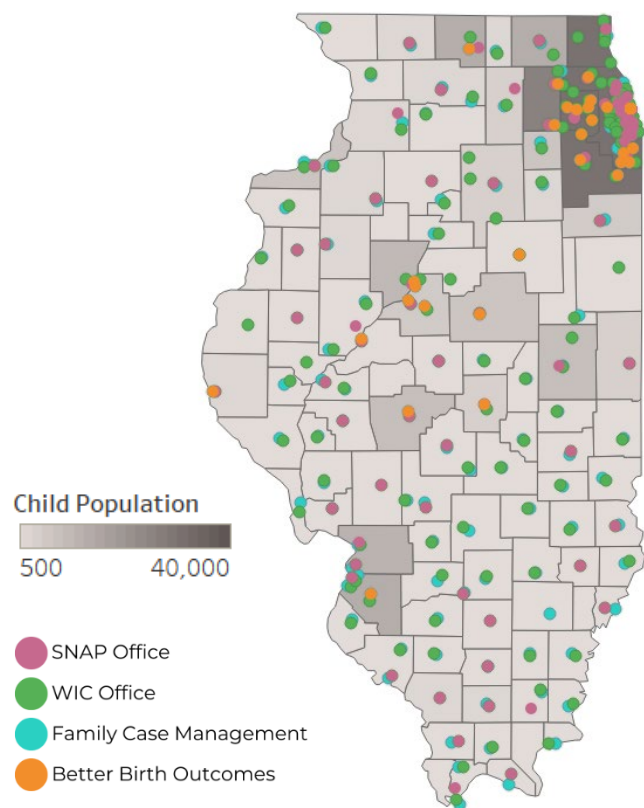 Child Population
500 40,000
SNAP Office
WIC Office
Family Case Management
Better Birth Outcomes